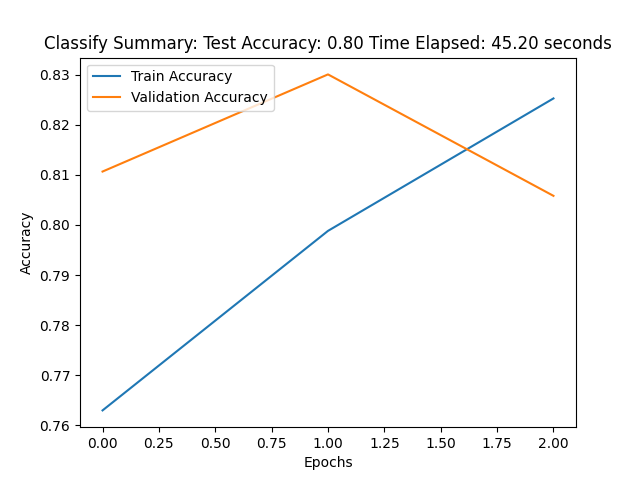 Classify Summary: Test Accuracy: 0.80 Time Elapsed: 45.20 seconds
Train Accuracy
Validation Accuracy
Accuracy
0.83
0.82
0.81
0.80
0.79
0.78
0.77
0.76
0.00 0.25 0.50 0.75 1.00 1.25 1.50 1.75 2.00
Epochs